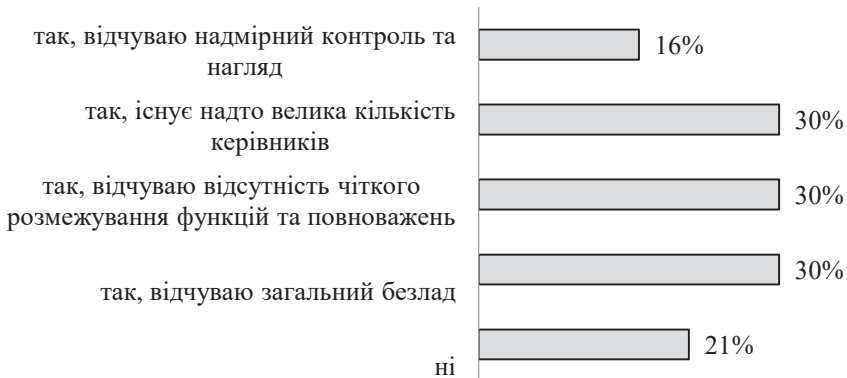 так, відчуваю надмірний контроль та
нагляд
16%
так, існує надто велика кількість
керівників
30%
так, відчуваю відсутність чіткого
розмежування функцій та повноважень
30%
так, відчуваю загальний безлад
30%
ні
21%